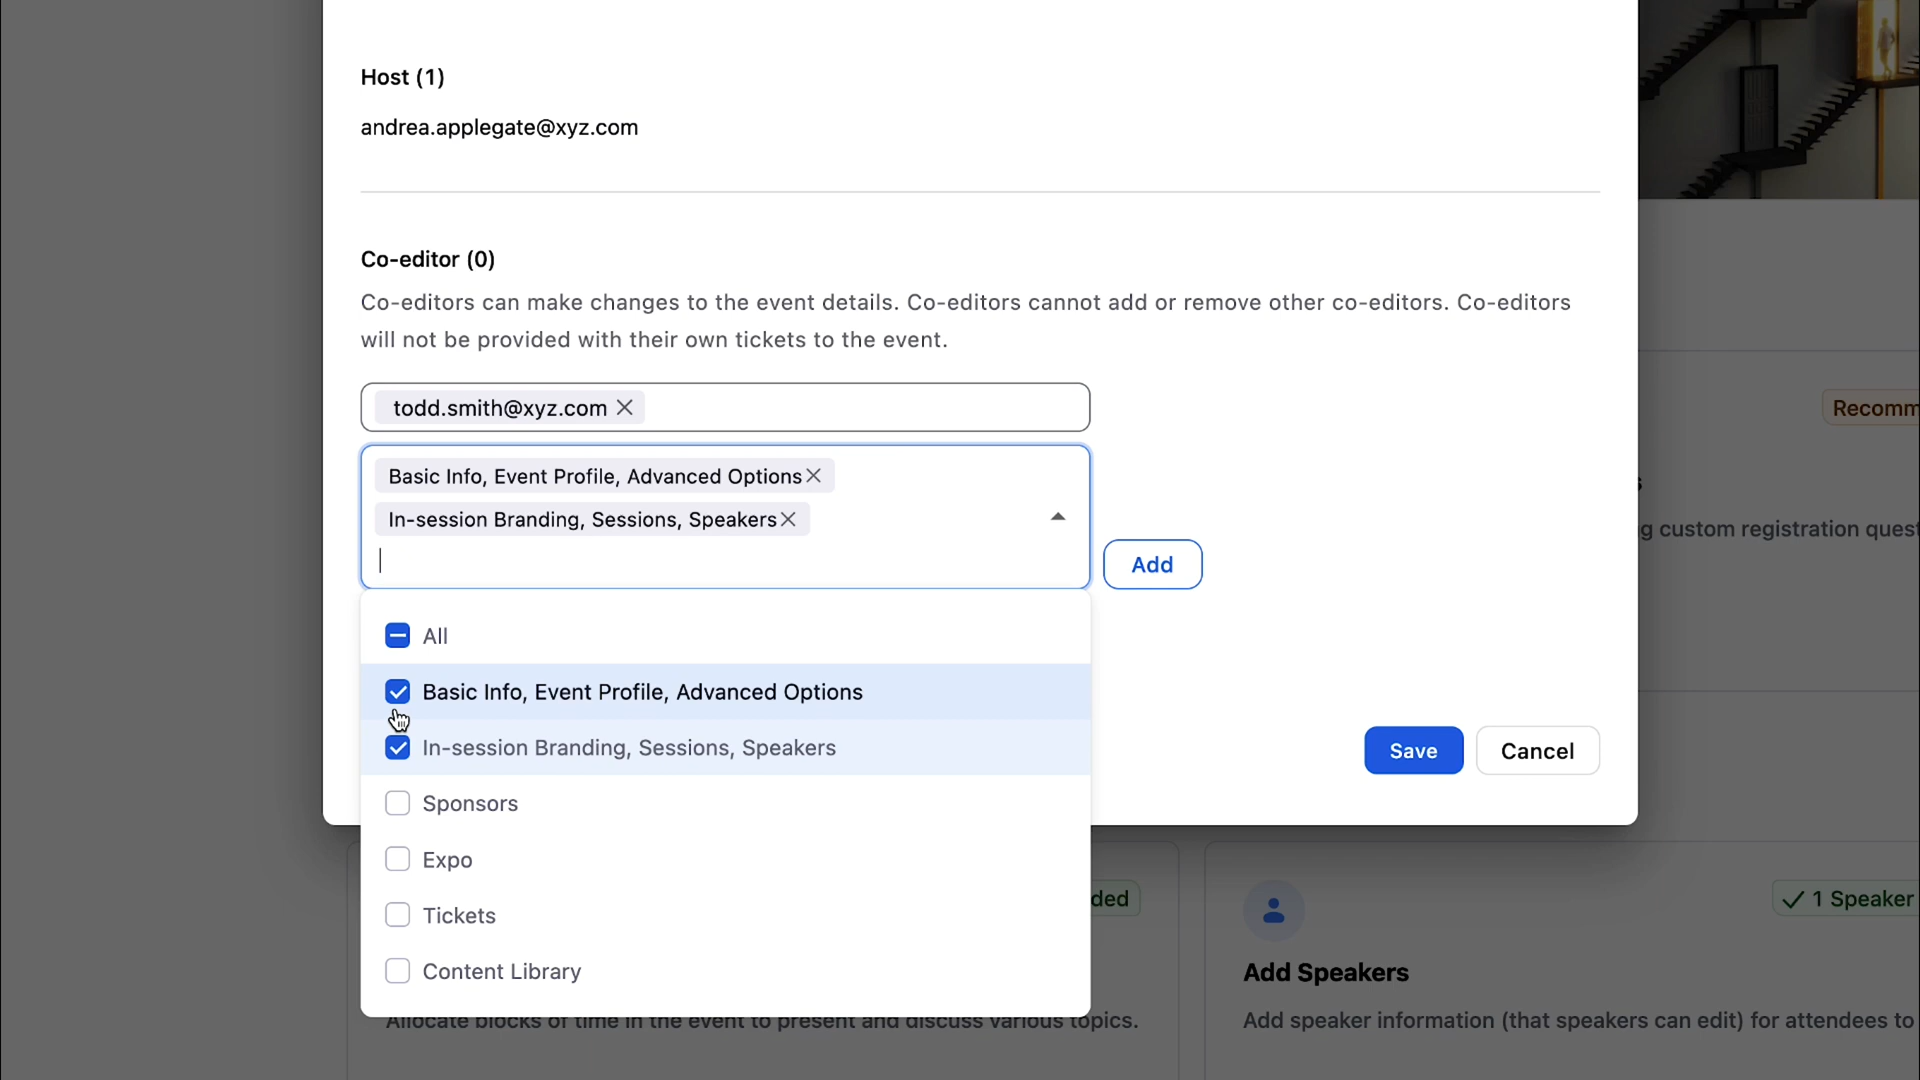 Host (1)
andrea.applegate@xyz.com
Co-editor (0)
Co-editors can make changes to the event details. Co-editors cannot add or remove other co-editors. Co-editors
will not be provided with their own tickets to the event.
todd.smith@xyz.com
Recomm
Basic Info, Event Profile, Advanced Options
In-session Branding, Sessions, Speakers
g custom registration quest
Add
All
Basic Info, Event Profile, Advanced Options
In-session Branding, Sessions, Speakers
Save Cancel
Sponsors
Expo
ded
1 Speaker
Tickets
Content Library
Add Speakers
Allocate blocks of time in the event to present and discuss various topics.
Add speaker information (that speakers can edit) for attendees to